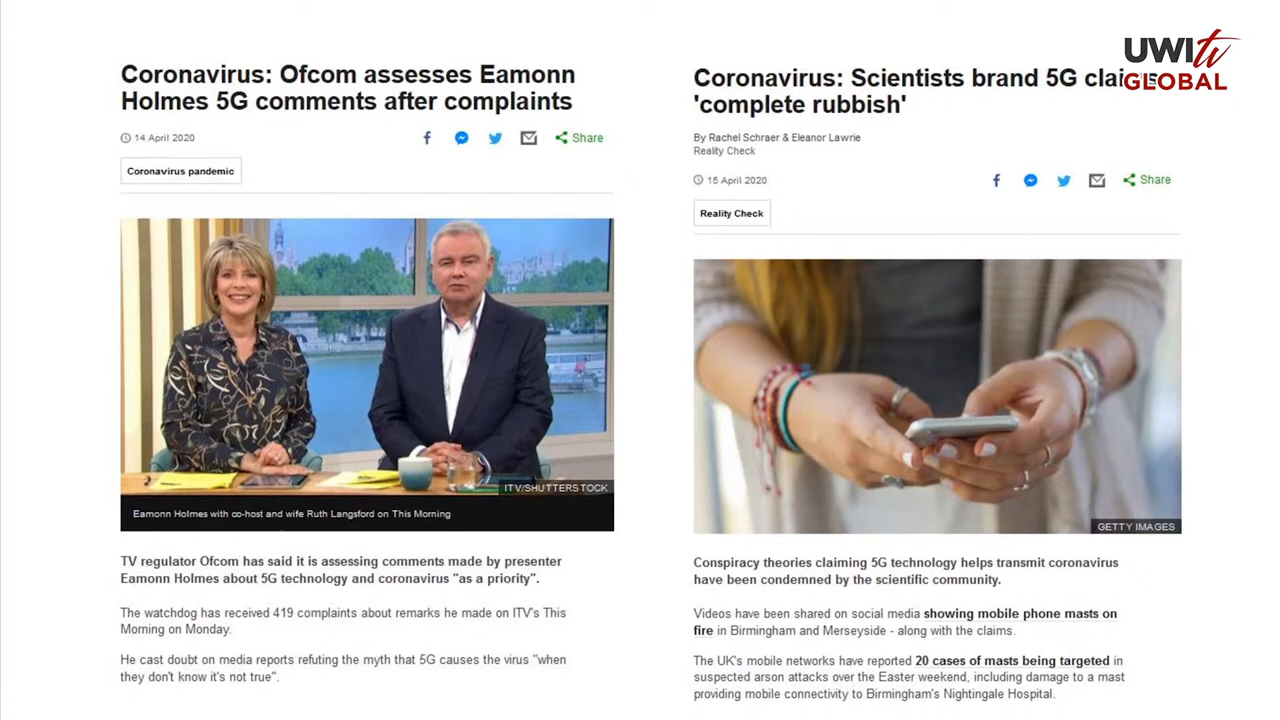 UWI tv
GLOBAL
Coronavirus: Ofcom assesses Eamonn
Holmes 5G comments after complaints
14 April 2020
Share
Coronavirus pandemic
ITV/SHUTTERSTOCK
Eamonn Holmes with co-host and wife Ruth Langsford on This Morning
TV regulator Ofcom has said it is assessing comments made by presenter
Eamonn Holmes about 5G technology and coronavirus "as a priority".
The watchdog has received 419 complaints about remarks he made on ITV's This
Morning on Monday.
He cast doubt on media reports refuting the myth that 5G causes the virus "when
they don't know it's not true".
Coronavirus: Scientists brand 5G claims
'complete rubbish'
By Rachel Schraer & Eleanor Lawrie
Reality Check
15 April 2020
Share
Reality Check
GETTY IMAGES
Conspiracy theories claiming 5G technology helps transmit coronavirus
have been condemned by the scientific community.
Videos have been shared on social media showing mobile phone masts on
fire in Birmingham and Merseyside - along with the claims.
The UK's mobile networks have reported 20 cases of masts being targeted in
suspected arson attacks over the Easter weekend, including damage to a mast
providing mobile connectivity to Birmingham's Nightingale Hospital.